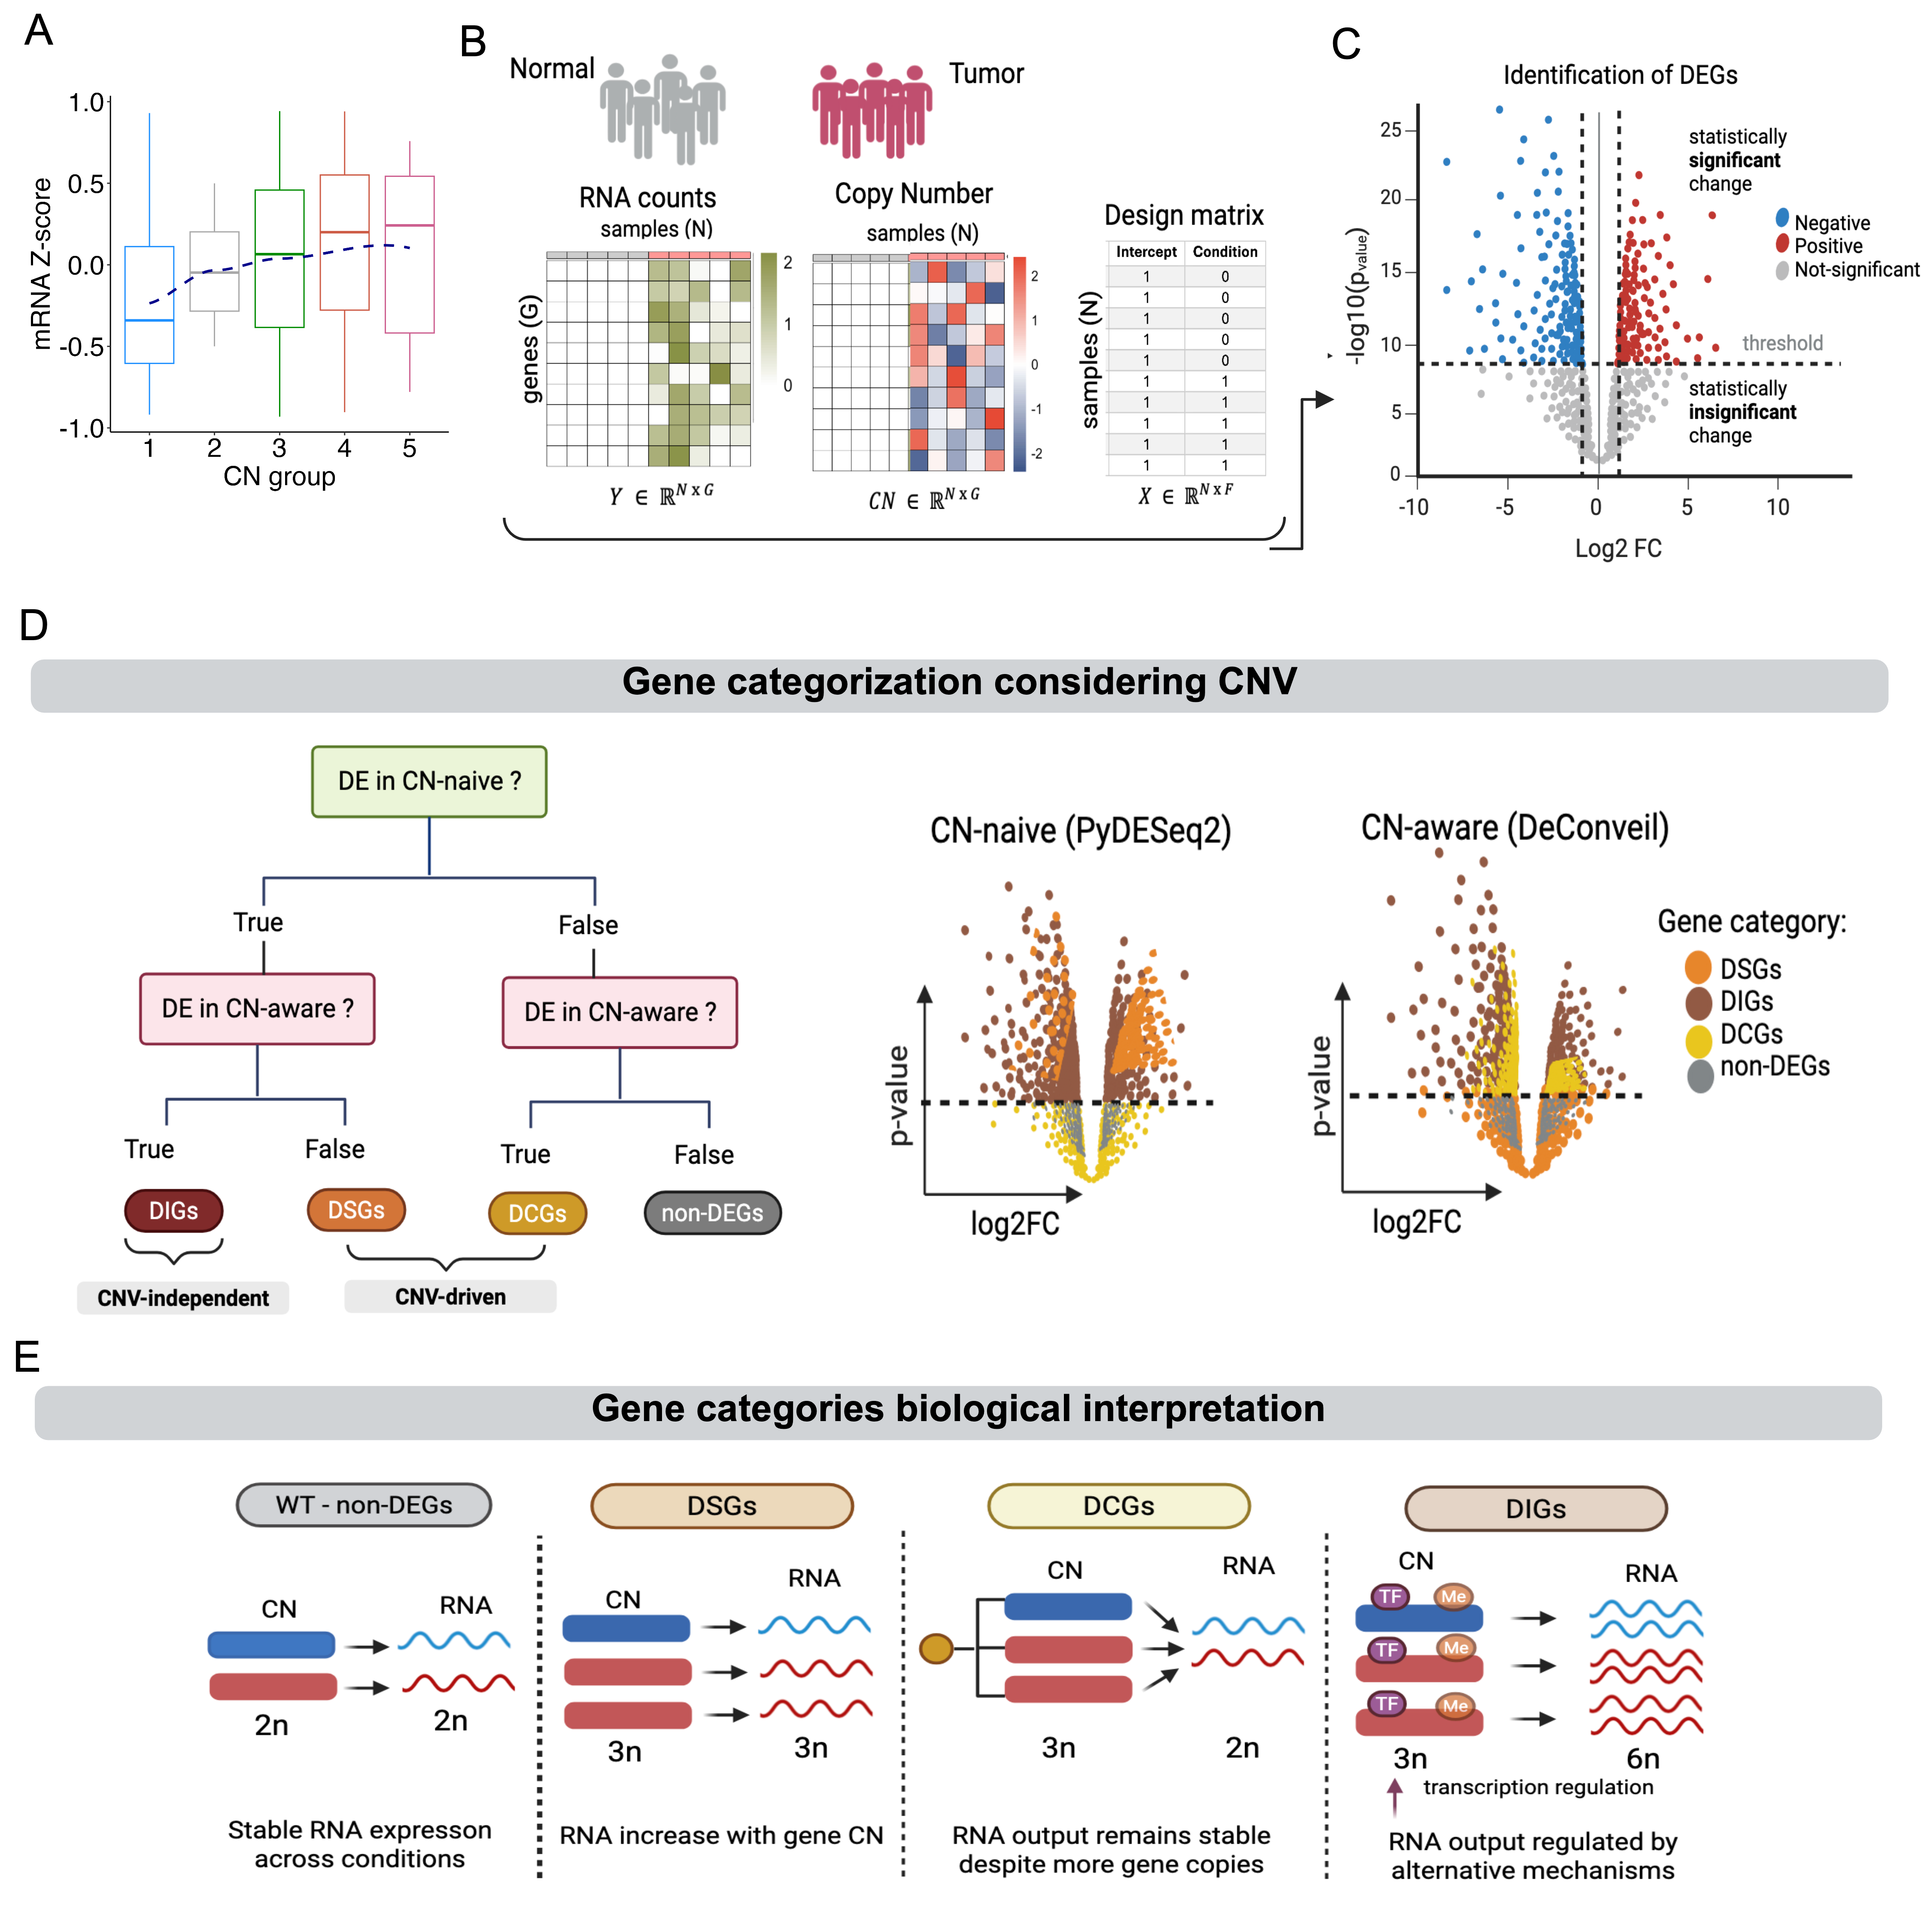 A
1.0
0.5
0.0
-0.5
-1.0
mRNA Z-score
1 2 3 4 5
CN group
B
Normal
Tumor
RNA counts
samples (N)
genes (G)
2
1
0
Y ∈ ℝ^{N x G}
Copy Number
samples (N)
2
1
0
-1
-2
CN ∈ ℝ^{N x G}
Design matrix
samples (N)
Intercept Condition
1 0
1 0
1 0
1 0
1 0
1 1
1 1
1 1
1 1
1 1
X ∈ ℝ^{N x F}
C
Identification of DEGs
-log10(p_{value})
25
20
15
10
5
0
-10 -5 0 5 10
Log2 FC
statistically
significant
change
Negative
Positive
Not-significant
threshold
statistically
insignificant
change
D
Gene categorization considering CNV
DE in CN-naive ?
True False
DE in CN-aware ? DE in CN-aware ?
True False True False
DIGs DSGs DCGs non-DEGs
CNV-independent CNV-driven
CN-naive (PyDESeq2)
p-value
log2FC
CN-aware (DeConveil)
p-value
log2FC
Gene category:
DSGs
DIGs
DCGs
non-DEGs
E
Gene categories biological interpretation
WT - non-DEGs
CN RNA
2n 2n
Stable RNA expresson
across conditions
DSGs
CN RNA
3n 3n
RNA increase with gene CN
DCGs
CN RNA
3n 2n
RNA output remains stable
despite more gene copies
DIGs
CN RNA
TF Me
TF Me
TF Me
3n 6n
transcription regulation
RNA output regulated by
alternative mechanisms